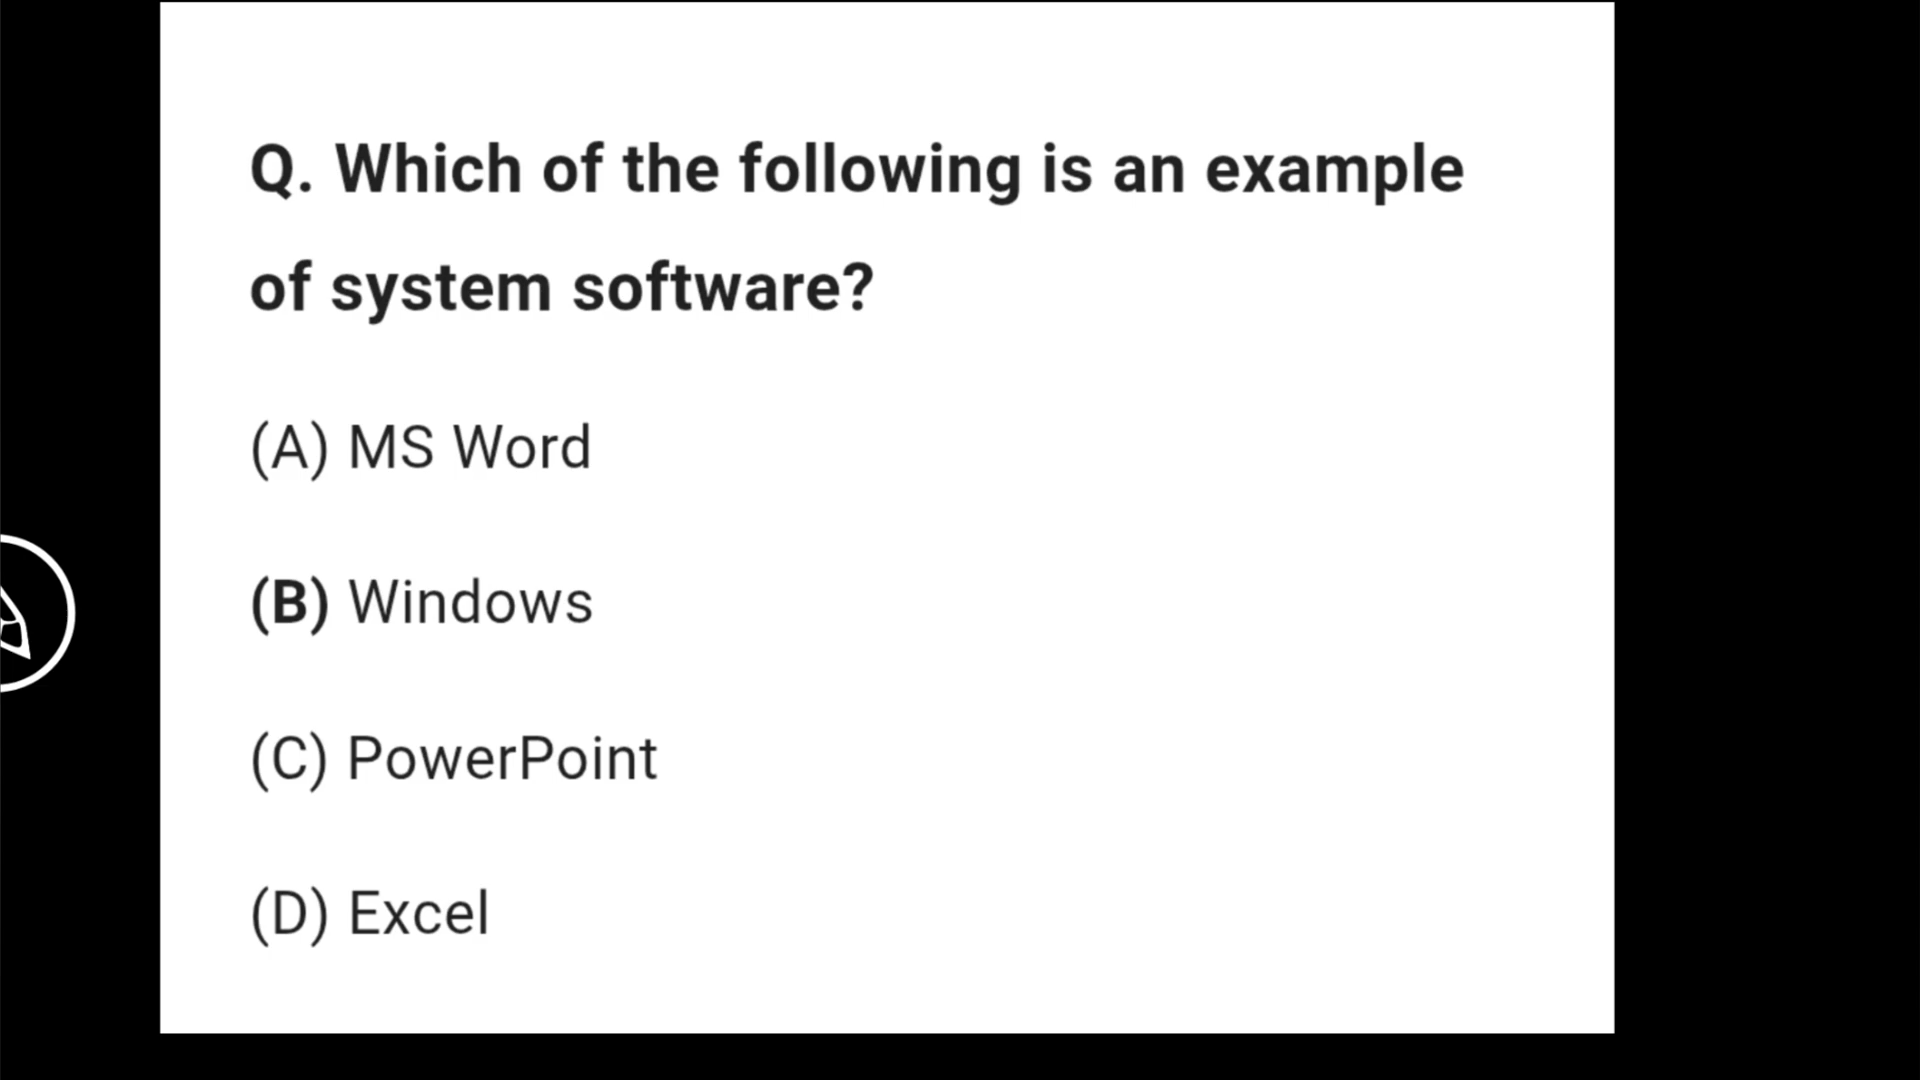 Q. Which of the following is an example
of system software?
(A) MS Word
(B) Windows
(C) PowerPoint
(D) Excel